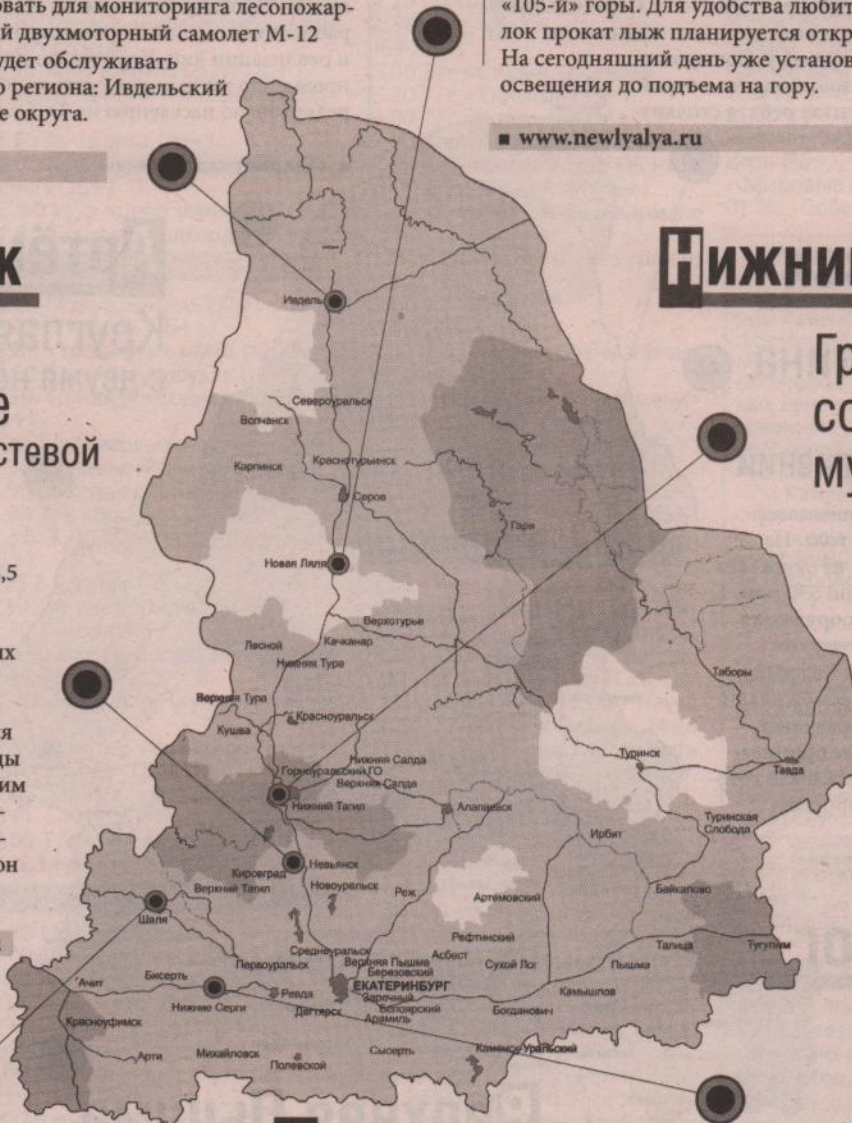 овать для мониторинга лесопожар-
й двухмоторный самолет М-12
удет обслуживать
о региона: Ивдельский
е округа.
«105-й» горы. Для удобства любит
лок прокат лыж планируется откр
На сегодняшний день уже установ
освещения до подъема на гору.
■ www.newlyalya.ru
к
е
стевой
,5
их
ия
ды
им
он
Нижни
Гр
со
му
Ивдель
Североуральск
Волчанск
Карпинск
Краснотурьинск
Серов
Гари
Новая Ляля
Верхотурье
Лесной
Качканар
Нижняя Тура
Таборы
Верхняя Тура
Красноуральск
Кушва
Нижняя Салда
Туринск
Горноуральский ГО
Верхняя Салда
Тавда
Нижний Тагил
Алапаевск
Туринская
Слобода
Ирбит
Невьянск
Кировград
Верхний Тагил
Новоуральск
Реж
Артемовский
Байкалово
Шаля
Рефтинский
Среднеуральск
Асбест
Талица
Тугулым
Первоуральск
Верхняя Пышма
Березовский
Сухой Лог
Пышма
Ачит
Бисерть
ЕКАТЕРИНБУРГ
Нижние Серги
Ревда
Заречный
Камышлов
Дегтярск
Белоярский
Богданович
Красноуфимск
Арамиль
Арти
Михайловск
Полевской
Сысерть
Каменск-Уральский